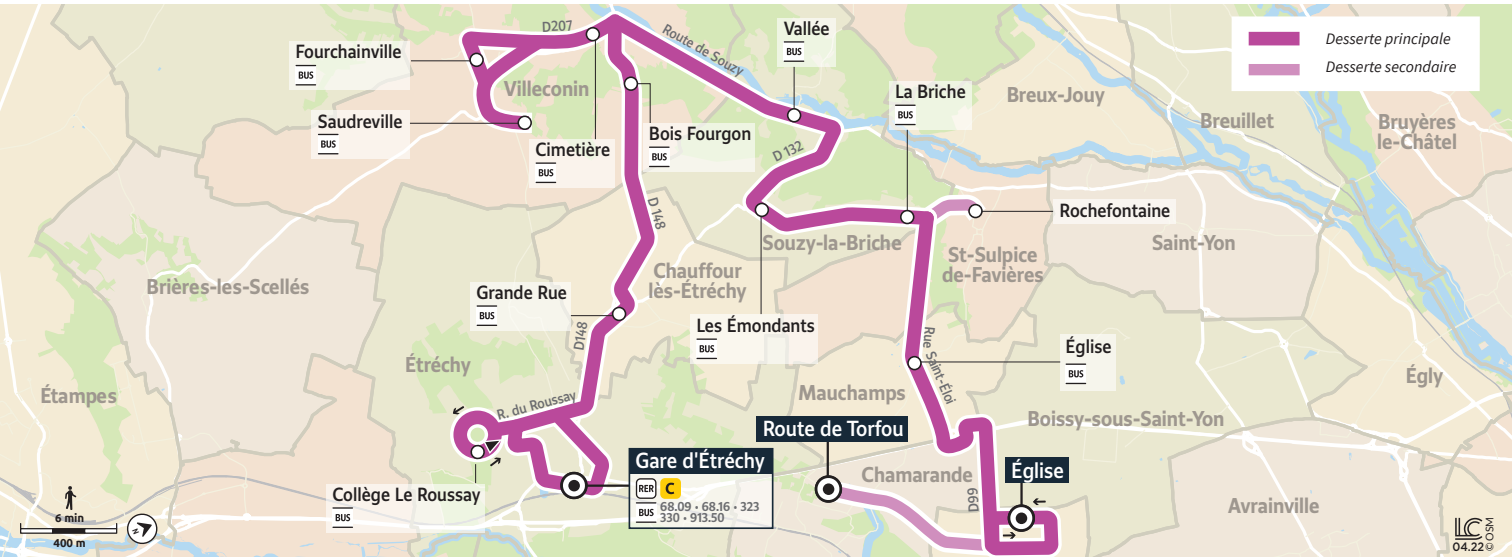 D207
Route de Souzy
Vallée
BUS
Desserte principale
Desserte secondaire
Fourchainville
BUS
Villeconin
La Briche
BUS
Breux-Jouy
Breuillet
Bruyères
le-Châtel
Saudreville
BUS
Cimetière
BUS
Bois Fourgon
BUS
D 132
D 148
Rochefontaine
Souzy-la-Briche
St-Sulpice
de-Favières
Saint-Yon
Brières-les-Scellés
Chauffour
lès-Étréchy
Grande Rue
BUS
Les Émondants
BUS
D148
Rue Saint-Éloi
Église
BUS
Étréchy
Étampes
Mauchamps
Égly
R. du Roussay
Boissy-sous-Saint-Yon
Route de Torfou
Gare d'Étréchy
RER C
BUS 68.09 • 68.16 • 323
330 • 913.50
Chamarande
Église
D99
Collège Le Roussay
BUS
Avrainville
6 min
400 m
LC
04.22 © OSM